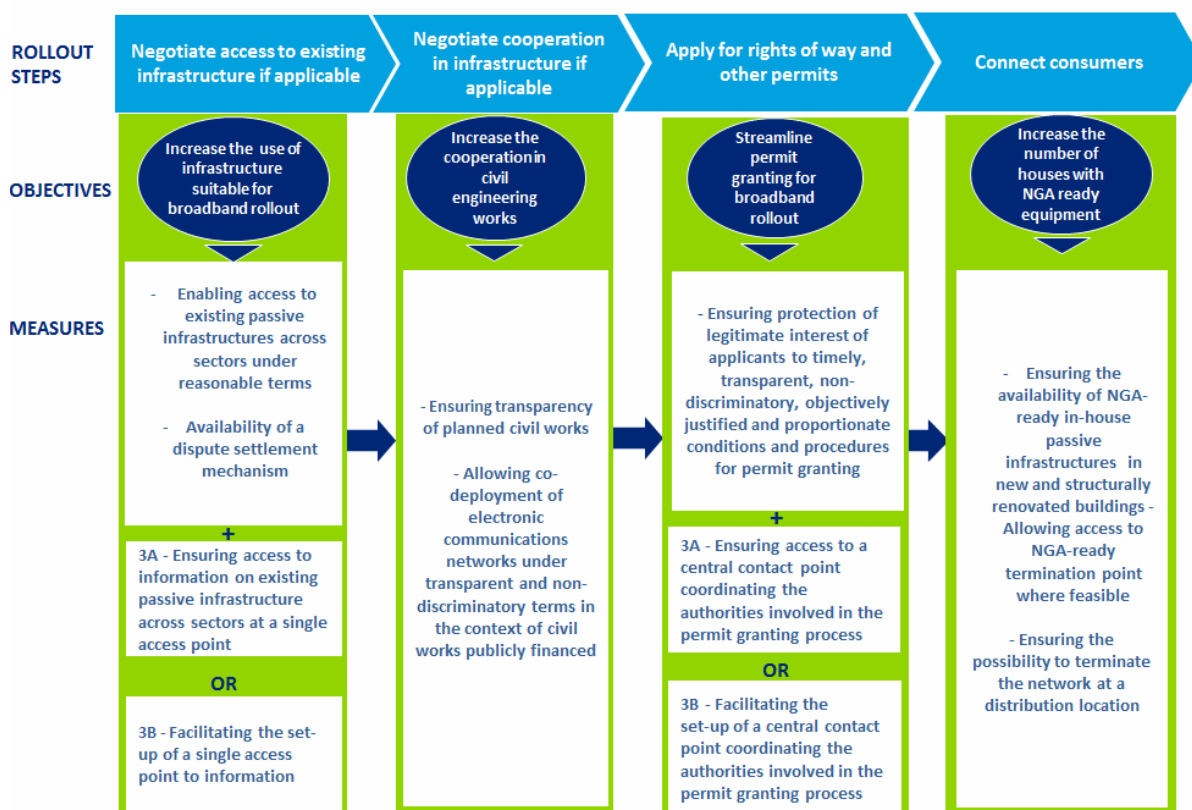 ROLLOUT
STEPS
Negotiate access to existing
infrastructure if applicable
Negotiate cooperation
in infrastructure if
applicable
Apply for rights of way and
other permits
Connect consumers
OBJECTIVES
Increase the use of
infrastructure
suitable for
broadband rollout
Increase the
cooperation in
civil
engineering
works
Streamline
permit
granting for
broadband
rollout
Increase the
number of
houses with
NGA ready
equipment
MEASURES
- Enabling access to
existing passive
infrastructures across
sectors under
reasonable terms
- Availability of a
dispute settlement
mechanism
+
3A - Ensuring access to
information on existing
passive infrastructure
across sectors at a single
access point
OR
3B - Facilitating the set-
up of a single access
point to information
- Ensuring transparency
of planned civil works
- Allowing co-
deployment of
electronic
communications
networks under
transparent and non-
discriminatory terms in
the context of civil
works publicly financed
- Ensuring protection of
legitimate interest of
applicants to timely,
transparent, non-
discriminatory, objectively
justified and proportionate
conditions and procedures
for permit granting
+
3A - Ensuring access to a
central contact point
coordinating the
authorities involved in the
permit granting process
OR
3B - Facilitating the
set-up of a central contact
point coordinating the
authorities involved in the
permit granting process
- Ensuring the
availability of NGA-
ready in-house
passive
infrastructures in
new and structurally
renovated buildings -
Allowing access to
NGA-ready
termination point
where feasible
- Ensuring the
possibility to terminate
the network at a
distribution location